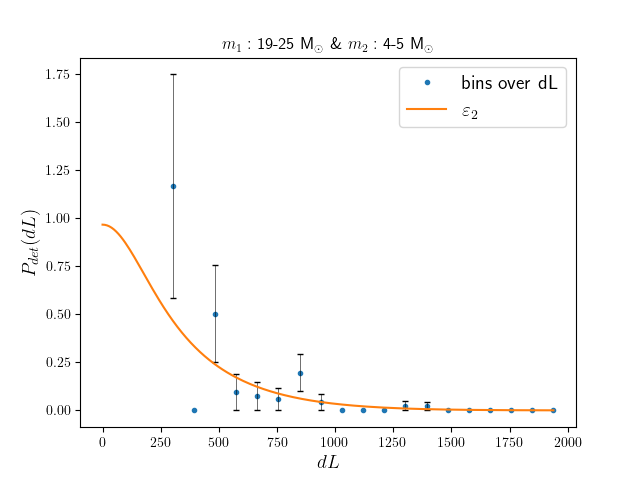 m₁ : 19-25 M⊙ & m₂ : 4-5 M⊙
bins over dL
ε₂
P_det(dL)
1.75
1.50
1.25
1.00
0.75
0.50
0.25
0.00
0 250 500 750 1000 1250 1500 1750 2000
dL